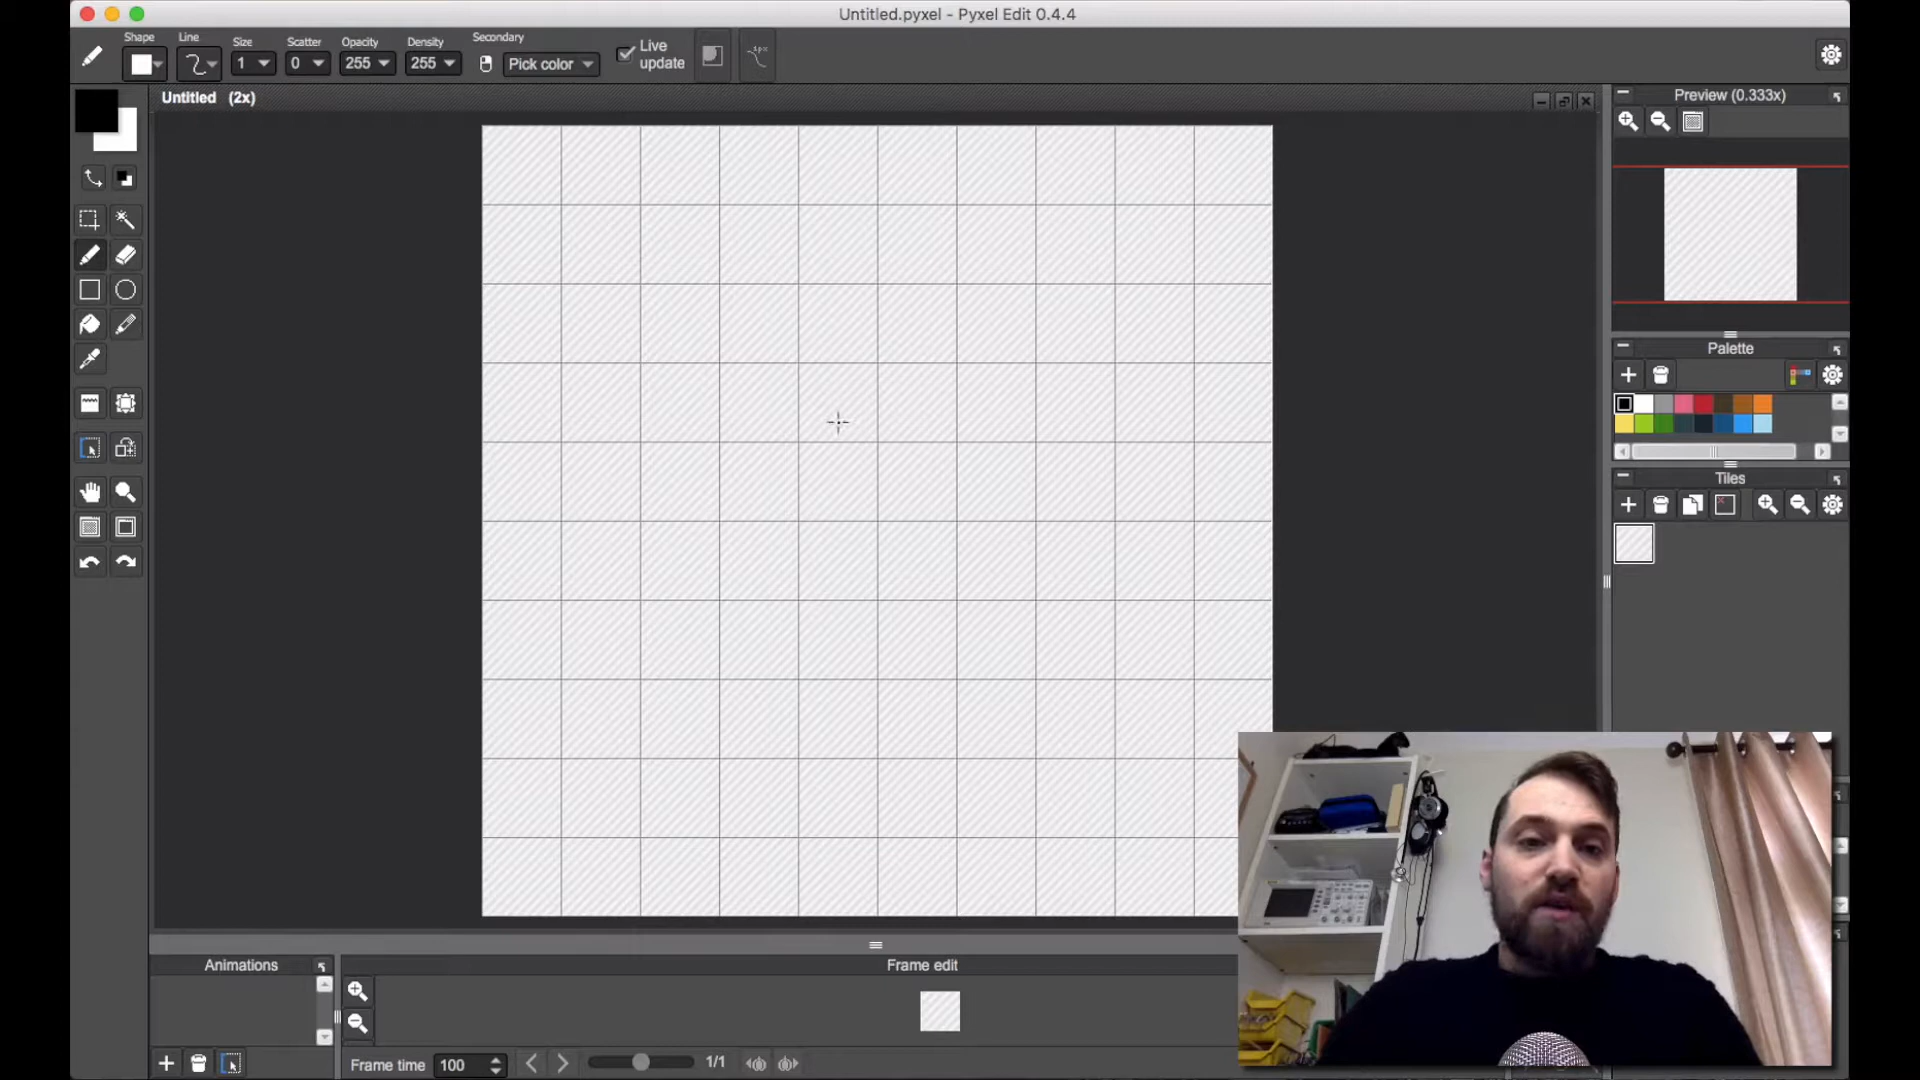 Untitled.pyxel - Pyxel Edit 0.4.4
Shape
Line
Size
Scatter
Opacity
Density
Secondary
1
0
255
255
Pick color
Live
update
Untitled (2x)
Preview (0.333x)
Palette
Tiles
Animations
Frame edit
Frame time
100
1/1